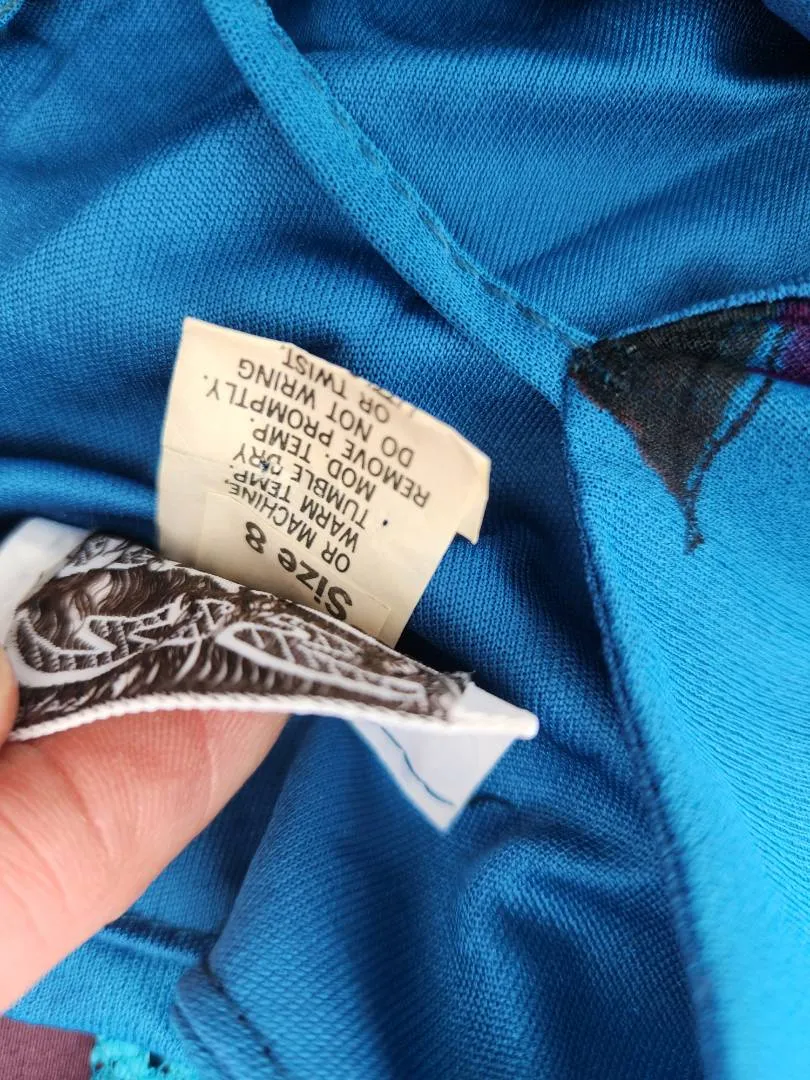 Size 8
OR MACHINE
WARM TEMP.
TUMBLE DRY
MOD. TEMP.
REMOVE PROMPTLY.
DO NOT WRING
OR TWIST.